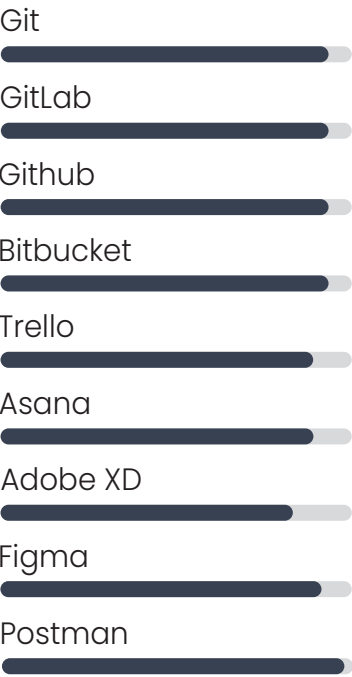 Git
GitLab
Github
Bitbucket
Trello
Asana
Adobe XD
Figma
Postman